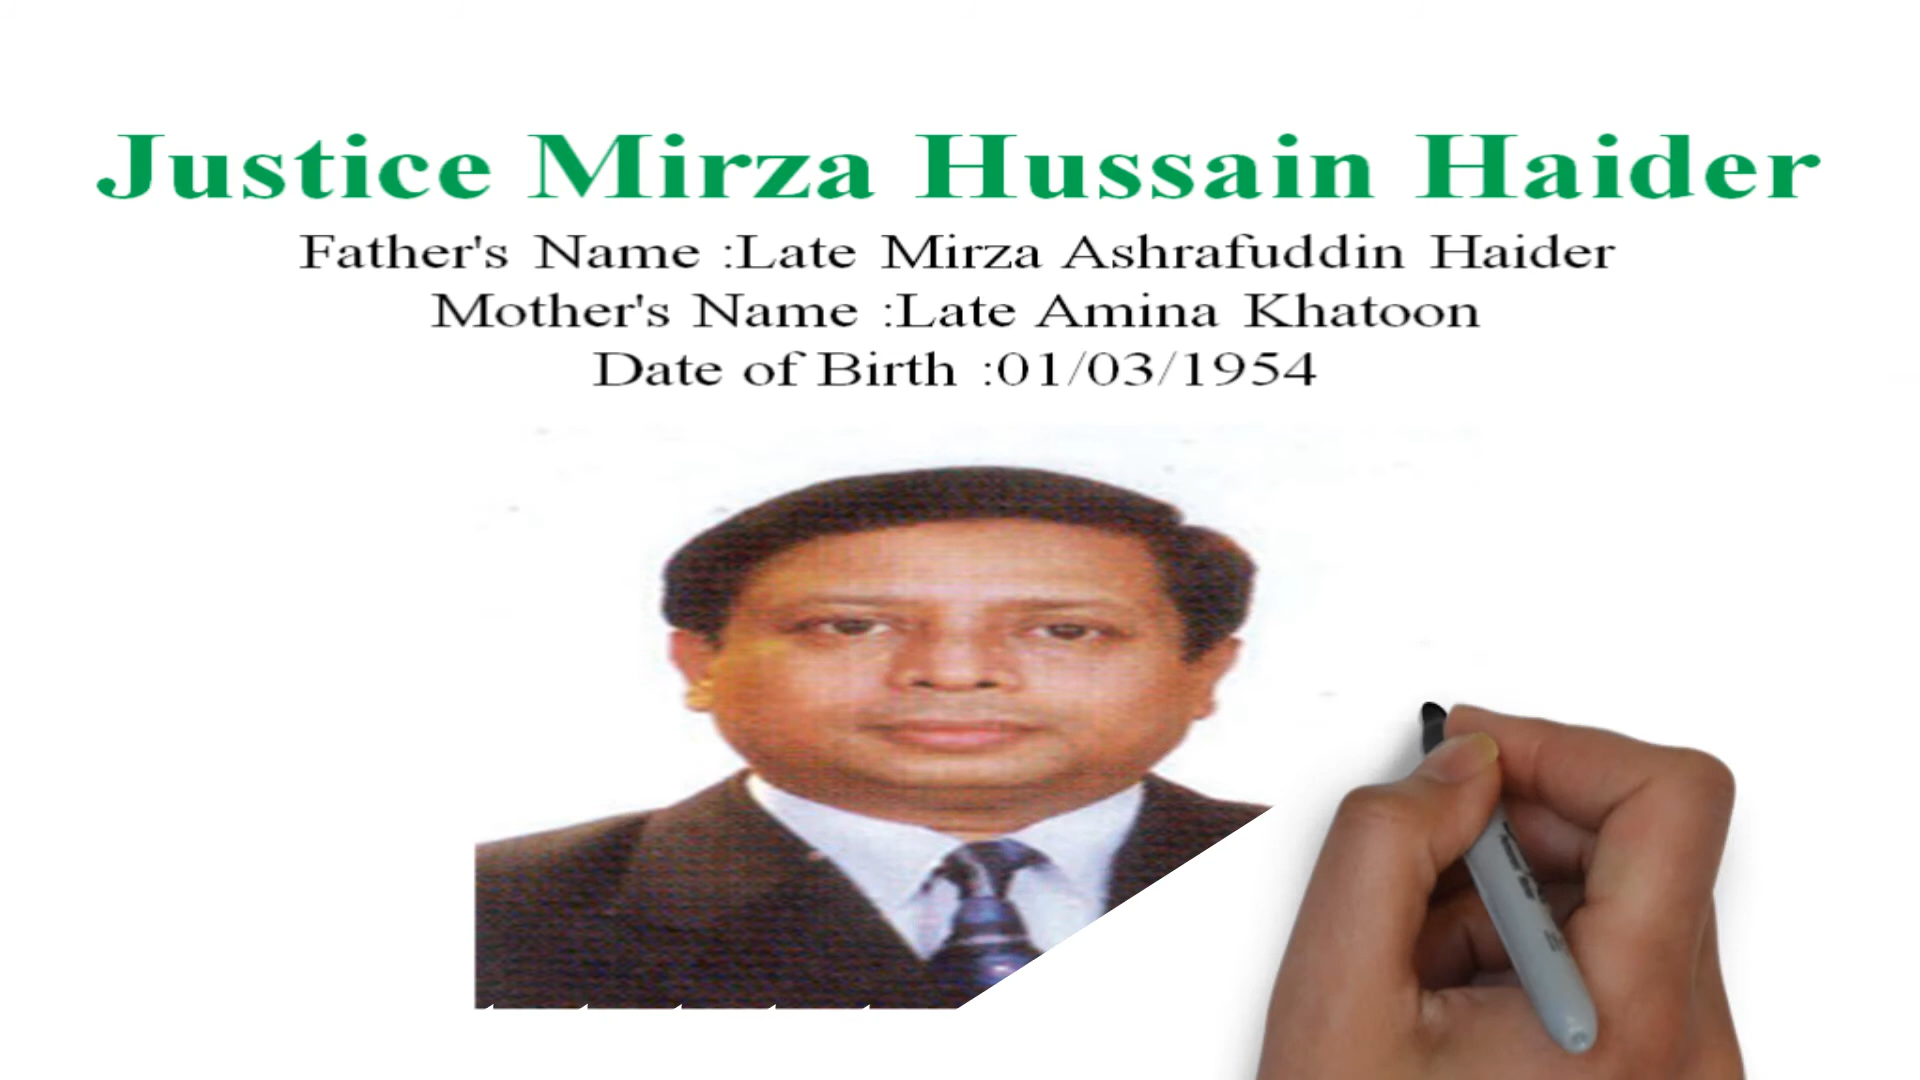 Justice Mirza Hussain Haider
Father's Name :Late Mirza Ashrafuddin Haider
Mother's Name :Late Amina Khatoon
Date of Birth :01/03/1954